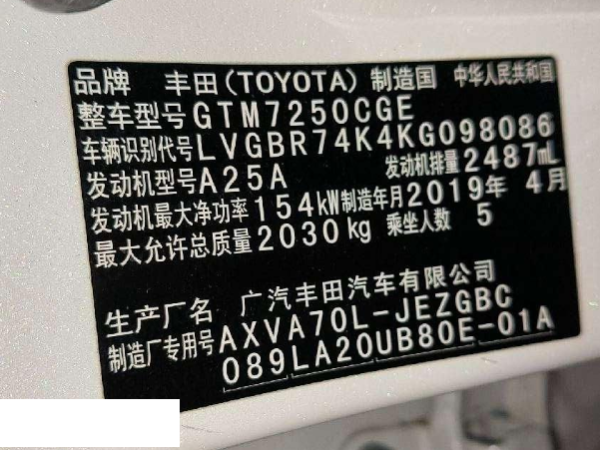 品牌 丰田(TOYOTA) 制造国 中华人民共和国
整车型号 GTM7250CGE
车辆识别代号 LVGBR74K4KG098086
发动机型号 A25A 发动机排量 2487mL
发动机最大净功率 154kW 制造年月 2019年 4月
最大允许总质量 2030kg 乘坐人数 5
生产厂名 广汽丰田汽车有限公司
制造厂专用号 AXVA70L-JEZGBC
089LA20UB80E-01A